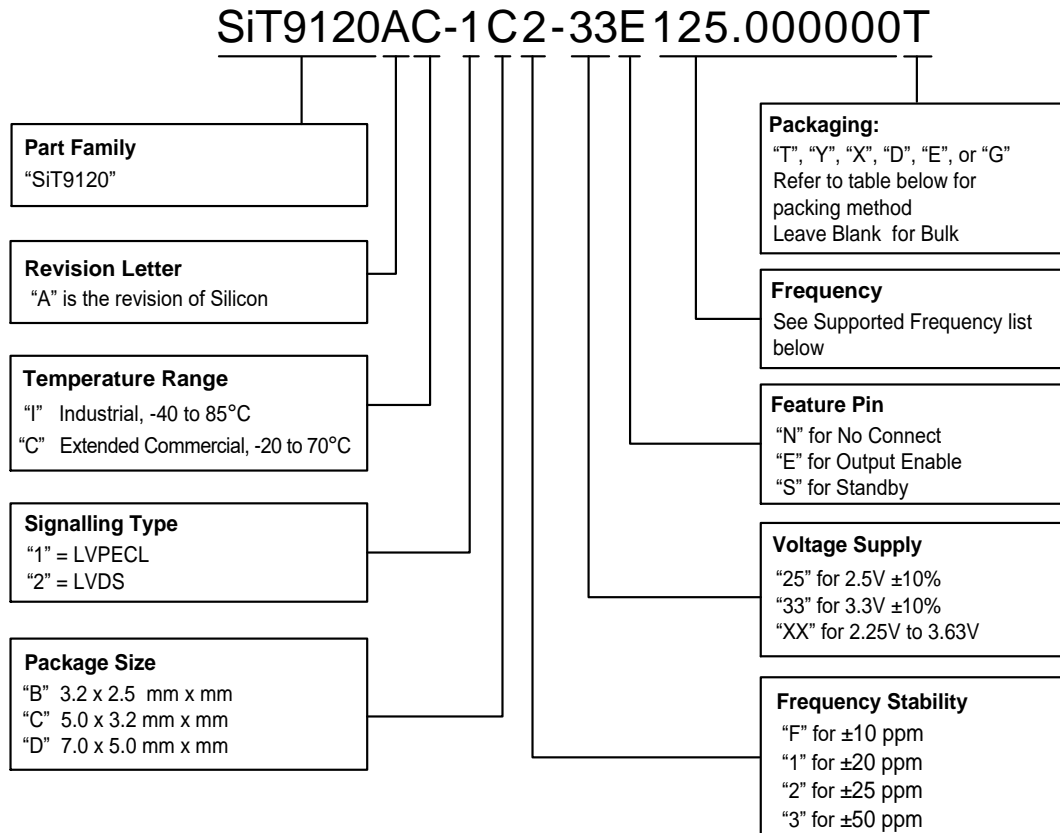 SiT9120AC-1C2-33E125.000000T
Part Family
“SiT9120”
Revision Letter
“A” is the revision of Silicon
Temperature Range
“I” Industrial, -40 to 85°C
“C” Extended Commercial, -20 to 70°C
Signalling Type
“1” = LVPECL
“2” = LVDS
Package Size
“B” 3.2 x 2.5 mm x mm
“C” 5.0 x 3.2 mm x mm
“D” 7.0 x 5.0 mm x mm
Packaging:
“T”, “Y”, “X”, “D”, “E”, or “G”
Refer to table below for
packing method
Leave Blank for Bulk
Frequency
See Supported Frequency list
below
Feature Pin
“N” for No Connect
“E” for Output Enable
“S” for Standby
Voltage Supply
“25” for 2.5V ±10%
“33” for 3.3V ±10%
“XX” for 2.25V to 3.63V
Frequency Stability
“F” for ±10 ppm
“1” for ±20 ppm
“2” for ±25 ppm
“3” for ±50 ppm